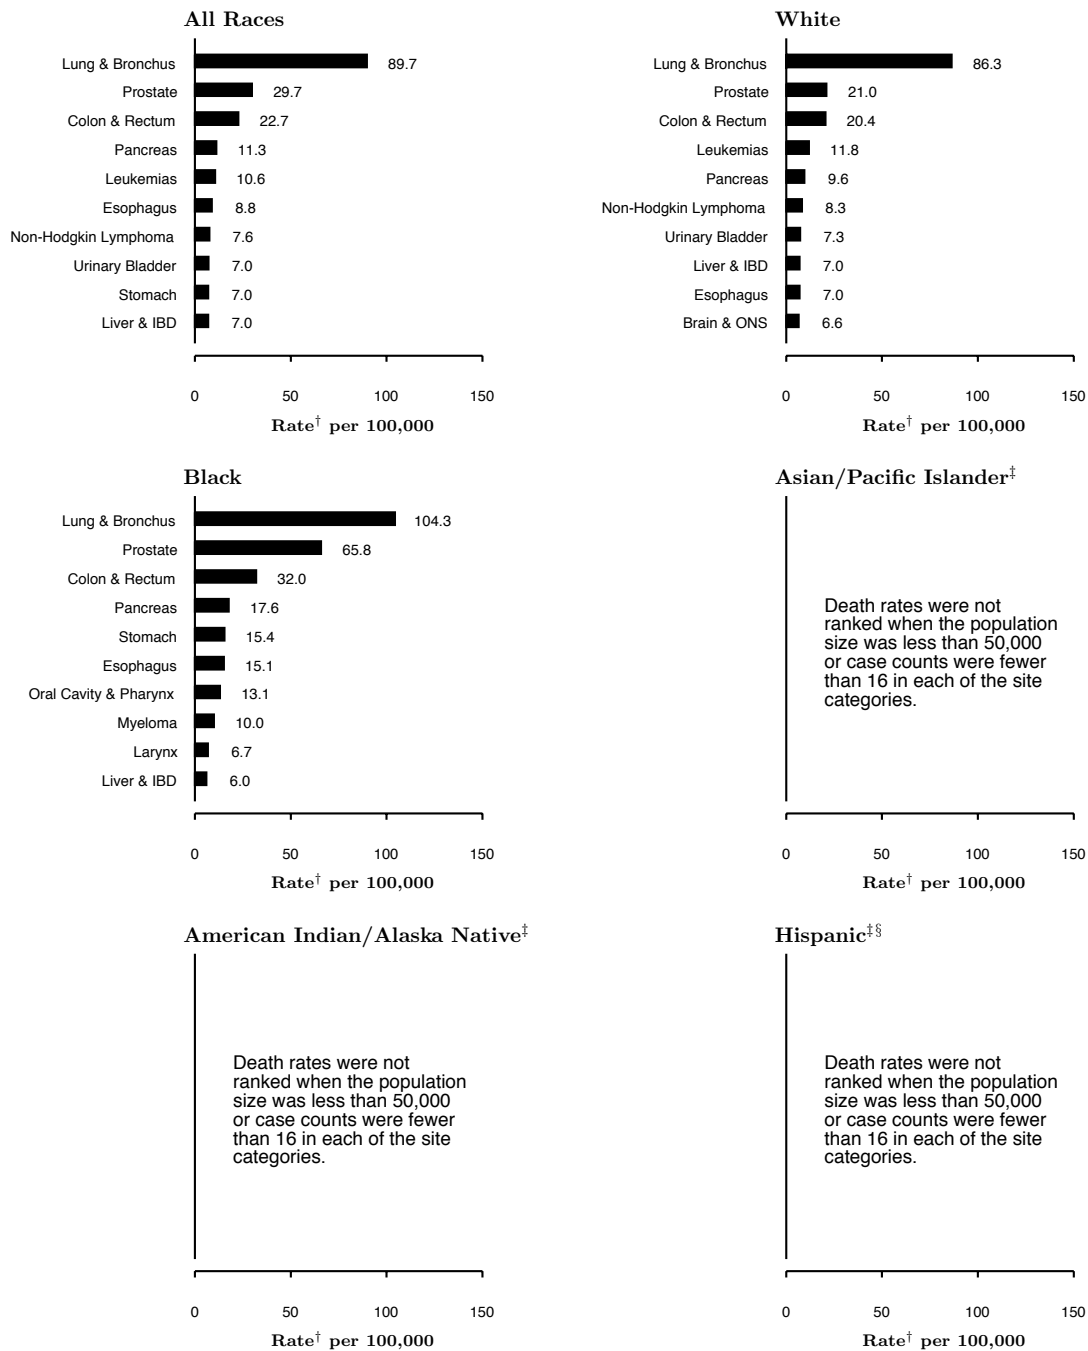 All Races
Lung & Bronchus 89.7
Prostate 29.7
Colon & Rectum 22.7
Pancreas 11.3
Leukemias 10.6
Esophagus 8.8
Non-Hodgkin Lymphoma 7.6
Urinary Bladder 7.0
Stomach 7.0
Liver & IBD 7.0
0 50 100 150
Rate† per 100,000
White
Lung & Bronchus 86.3
Prostate 21.0
Colon & Rectum 20.4
Leukemias 11.8
Pancreas 9.6
Non-Hodgkin Lymphoma 8.3
Urinary Bladder 7.3
Liver & IBD 7.0
Esophagus 7.0
Brain & ONS 6.6
0 50 100 150
Rate† per 100,000
Black
Lung & Bronchus 104.3
Prostate 65.8
Colon & Rectum 32.0
Pancreas 17.6
Stomach 15.4
Esophagus 15.1
Oral Cavity & Pharynx 13.1
Myeloma 10.0
Larynx 6.7
Liver & IBD 6.0
0 50 100 150
Rate† per 100,000
Asian/Pacific Islander‡
Death rates were not
ranked when the population
size was less than 50,000
or case counts were fewer
than 16 in each of the site
categories.
0 50 100 150
Rate† per 100,000
American Indian/Alaska Native‡
Death rates were not
ranked when the population
size was less than 50,000
or case counts were fewer
than 16 in each of the site
categories.
0 50 100 150
Rate† per 100,000
Hispanic‡§
Death rates were not
ranked when the population
size was less than 50,000
or case counts were fewer
than 16 in each of the site
categories.
0 50 100 150
Rate† per 100,000